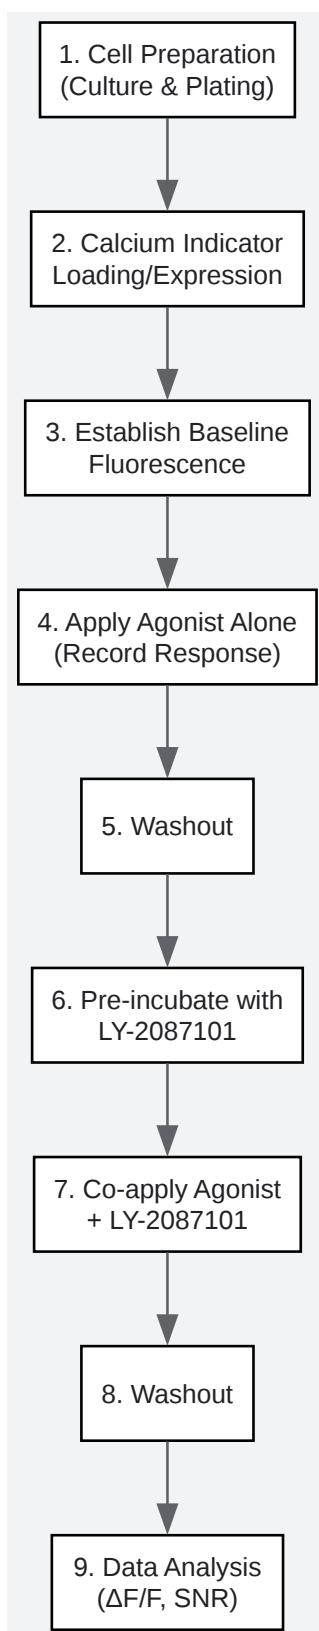 1. Cell Preparation
(Culture & Plating)
2. Calcium Indicator
Loading/Expression
3. Establish Baseline
Fluorescence
4. Apply Agonist Alone
(Record Response)
5. Washout
6. Pre-incubate with
LY-2087101
7. Co-apply Agonist
+ LY-2087101
8. Washout
9. Data Analysis
(ΔF/F, SNR)